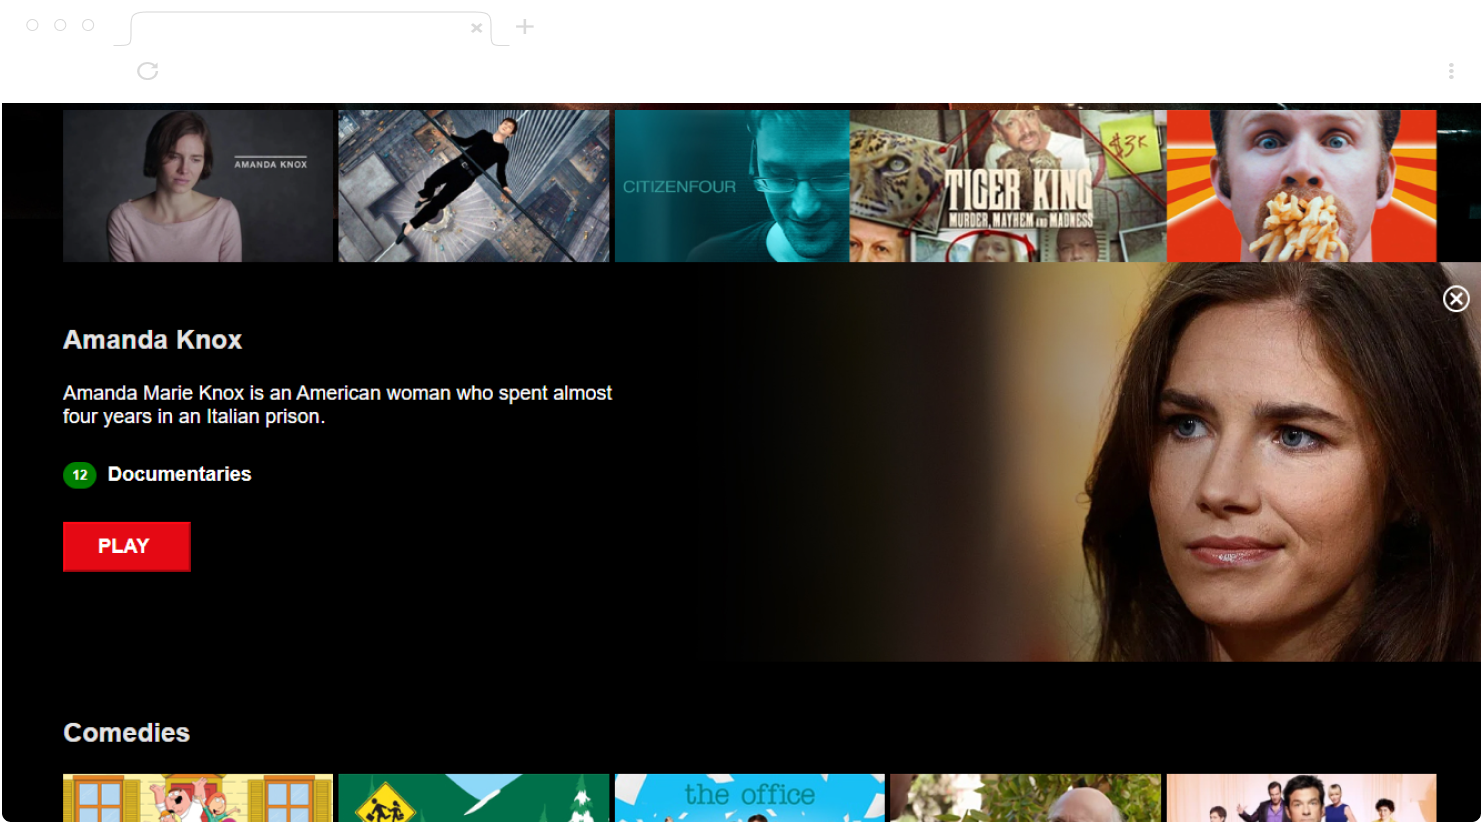 AMANDA KNOX
CITIZENFOUR
$3K
TIGER KING
MURDER, MAYHEM AND MADNESS
Amanda Knox
Amanda Marie Knox is an American woman who spent almost
four years in an Italian prison.
12 Documentaries
PLAY
Comedies
the office